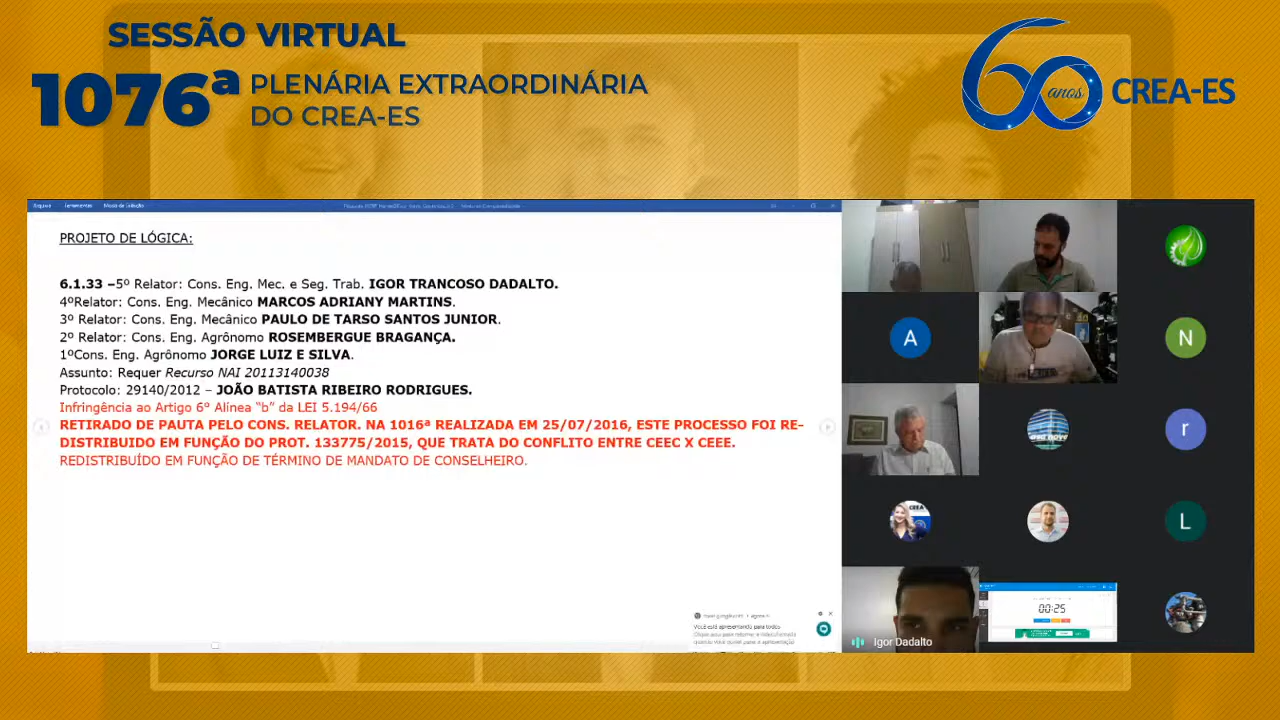 SESSÃO VIRTUAL
1076ª PLENÁRIA EXTRAORDINÁRIA
DO CREA-ES
60 anos CREA-ES
PROJETO DE LÓGICA:
6.1.33 –5º Relator: Cons. Eng. Mec. e Seg. Trab. IGOR TRANCOSO DADALTO.
4ºRelator: Cons. Eng. Mecânico MARCOS ADRIANY MARTINS.
3º Relator: Cons. Eng. Mecânico PAULO DE TARSO SANTOS JUNIOR.
2º Relator: Cons. Eng. Agrônomo ROSEMBERGUE BRAGANÇA.
1ºCons. Eng. Agrônomo JORGE LUIZ E SILVA.
Assunto: Requer Recurso NAI 20113140038
Protocolo: 29140/2012 – JOÃO BATISTA RIBEIRO RODRIGUES.
Infringência ao Artigo 6º Alínea “b” da LEI 5.194/66
RETIRADO DE PAUTA PELO CONS. RELATOR. NA 1016ª REALIZADA EM 25/07/2016, ESTE PROCESSO FOI RE-
DISTRIBUIDO EM FUNÇÃO DO PROT. 133775/2015, QUE TRATA DO CONFLITO ENTRE CEEC X CEEE.
REDISTRIBUÍDO EM FUNÇÃO DE TÉRMINO DE MANDATO DE CONSELHEIRO.
Você está apresentando para todos
A
N
r
L
00:25
Igor Dadalto